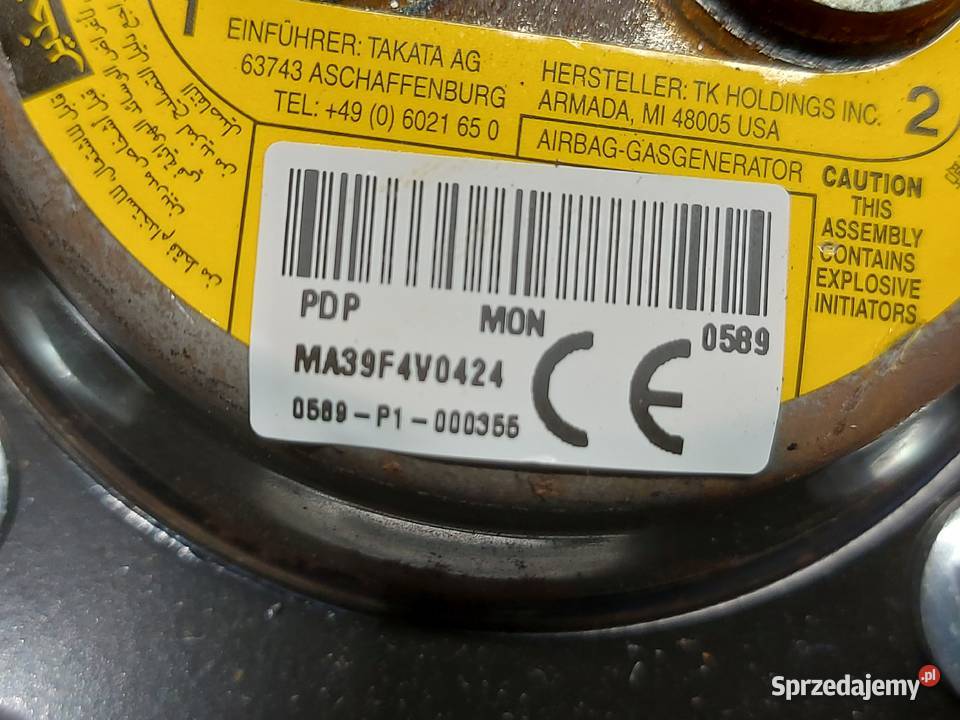 1
EINFÜHRER: TAKATA AG
63743 ASCHAFFENBURG
TEL: +49 (0) 6021 65 0
HERSTELLER: TK HOLDINGS INC.
ARMADA, MI 48005 USA
2
AIRBAG-GASGENERATOR
CAUTION
THIS
ASSEMBLY
CONTAINS
EXPLOSIVE
INITIATORS
PDP
MON
0589
MA39F4V0424
0589-P1-000355
CE
Sprzedajemy.pl